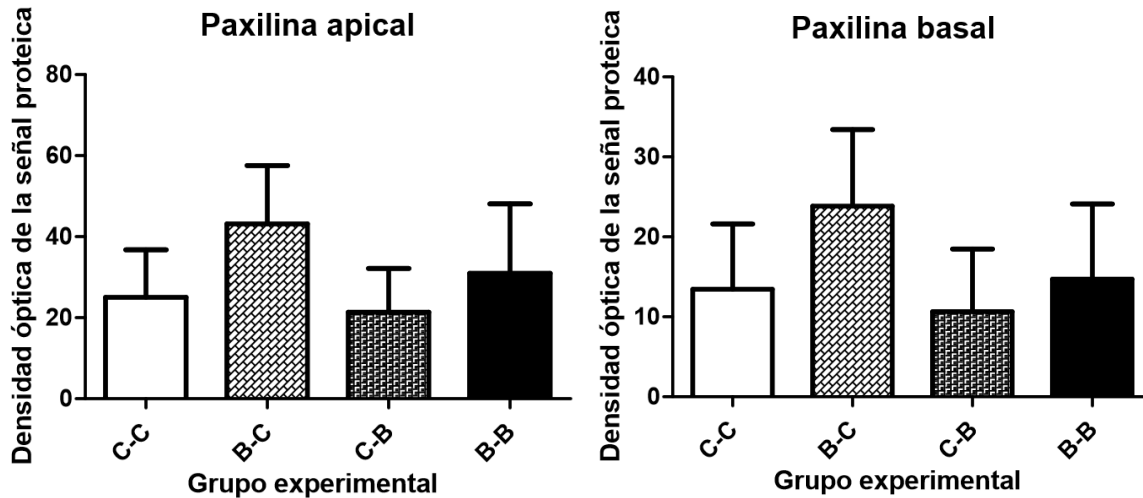 Paxilina apical
Densidad óptica de la señal proteica
80
60
40
20
0
C-C
B-C
C-B
B-B
Grupo experimental
Paxilina basal
Densidad óptica de la señal proteica
40
30
20
10
0
C-C
B-C
C-B
B-B
Grupo experimental